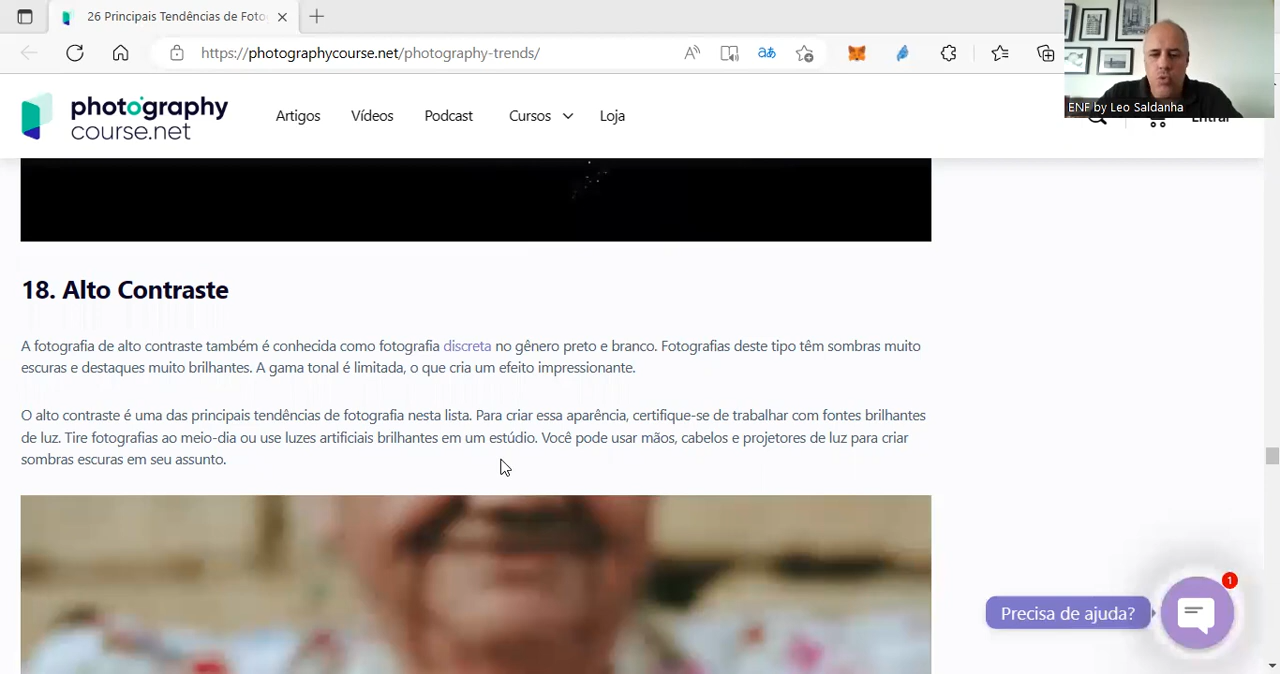 26 Principais Tendências de Foto
https://photographycourse.net/photography-trends/
ENF by Leo Saldanha
photography
course.net
Artigos
Vídeos
Podcast
Cursos
Loja
Entrar
18. Alto Contraste
A fotografia de alto contraste também é conhecida como fotografia discreta no gênero preto e branco. Fotografias deste tipo têm sombras muito
escuras e destaques muito brilhantes. A gama tonal é limitada, o que cria um efeito impressionante.
O alto contraste é uma das principais tendências de fotografia nesta lista. Para criar essa aparência, certifique-se de trabalhar com fontes brilhantes
de luz. Tire fotografias ao meio-dia ou use luzes artificiais brilhantes em um estúdio. Você pode usar mãos, cabelos e projetores de luz para criar
sombras escuras em seu assunto.
1
Precisa de ajuda?